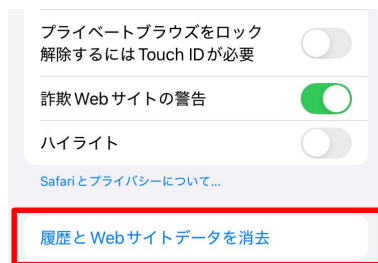 プライベートブラウズをロック
解除するにはTouch IDが必要
詐欺Webサイトの警告
ハイライト
Safariとプライバシーについて...
履歴とWebサイトデータを消去